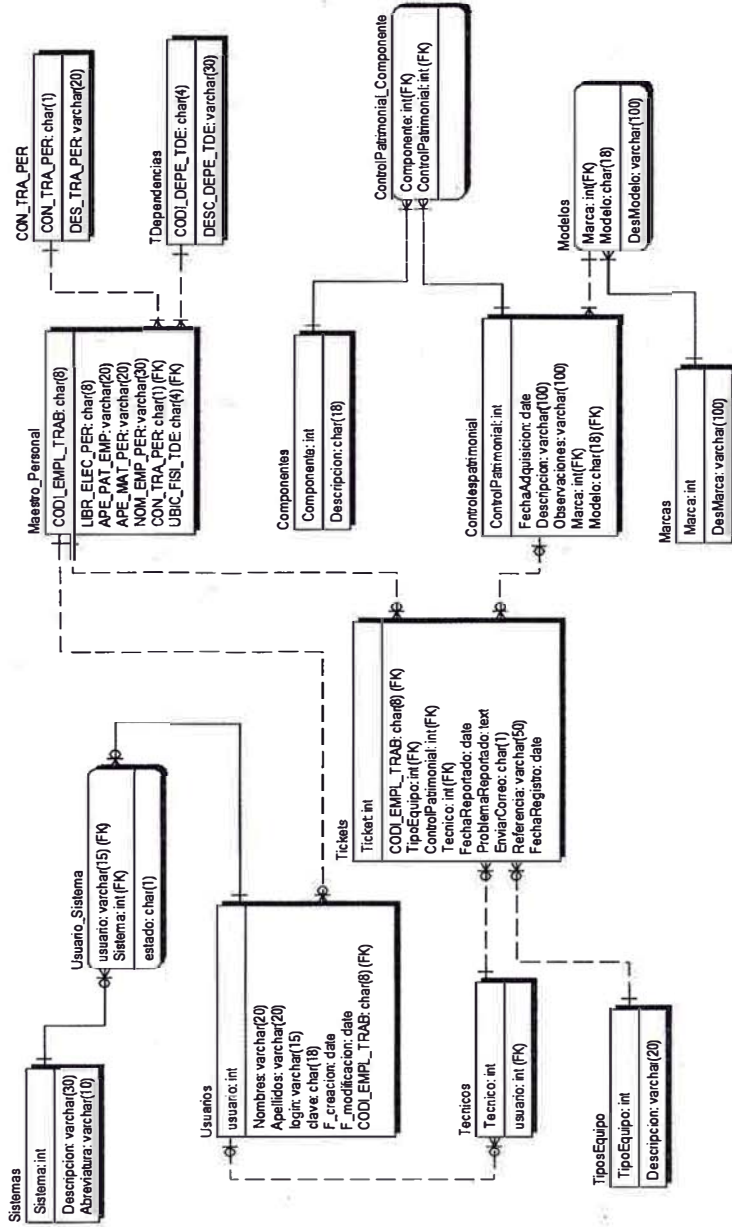 Sistemas
Sistema: int
Descripcion: varchar(30)
Abreviatura: varchar(10)
Usuario_Sistema
usuario: varchar(15) (FK)
Sistema: int (FK)
estado: char(1)
Usuarios
usuario: int
Nombres: varchar(20)
Apellidos: varchar(20)
login: varchar(15)
clave: char(18)
F_creacion: date
F_modificacion: date
CODI_EMPL_TRAB: char(8) (FK)
Tecnicos
Tecnico: int
usuario: int (FK)
TiposEquipo
TipoEquipo: int
Descripcion: varchar(20)
Tickets
Ticket: int
CODI_EMPL_TRAB: char(8) (FK)
TipoEquipo: int (FK)
ControlPatrimonial: int (FK)
Tecnico: int (FK)
FechaReportado: date
ProblemaReportado: text
EnviarCorreo: char(1)
Referencia: varchar(50)
FechaRegistro: date
Maestro_Personal
CODI_EMPL_TRAB: char(8)
LIBR_ELEC_PER: char(8)
APE_PAT_EMP: varchar(20)
APE_MAT_PER: varchar(20)
NOM_EMP_PER: varchar(30)
CON_TRA_PER: char(1) (FK)
UBIC_FISI_TDE: char(4) (FK)
CON_TRA_PER
CON_TRA_PER: char(1)
DES_TRA_PER: varchar(20)
TDependencias
CODI_DEPE_TDE: char(4)
DESC_DEPE_TDE: varchar(30)
Componentes
Componente: int
Descripcion: char(18)
ControlPatrimonial_Componente
Componente: int (FK)
ControlPatrimonial: int (FK)
Controlespatrimonial
ControlPatrimonial: int
FechaAdquisicion: date
Descripcion: varchar(100)
Observaciones: varchar(100)
Marca: int (FK)
Modelo: char(18) (FK)
Modelos
Marca: int (FK)
Modelo: char(18)
DesModelo: varchar(100)
Marcas
Marca: int
DesMarca: varchar(100)